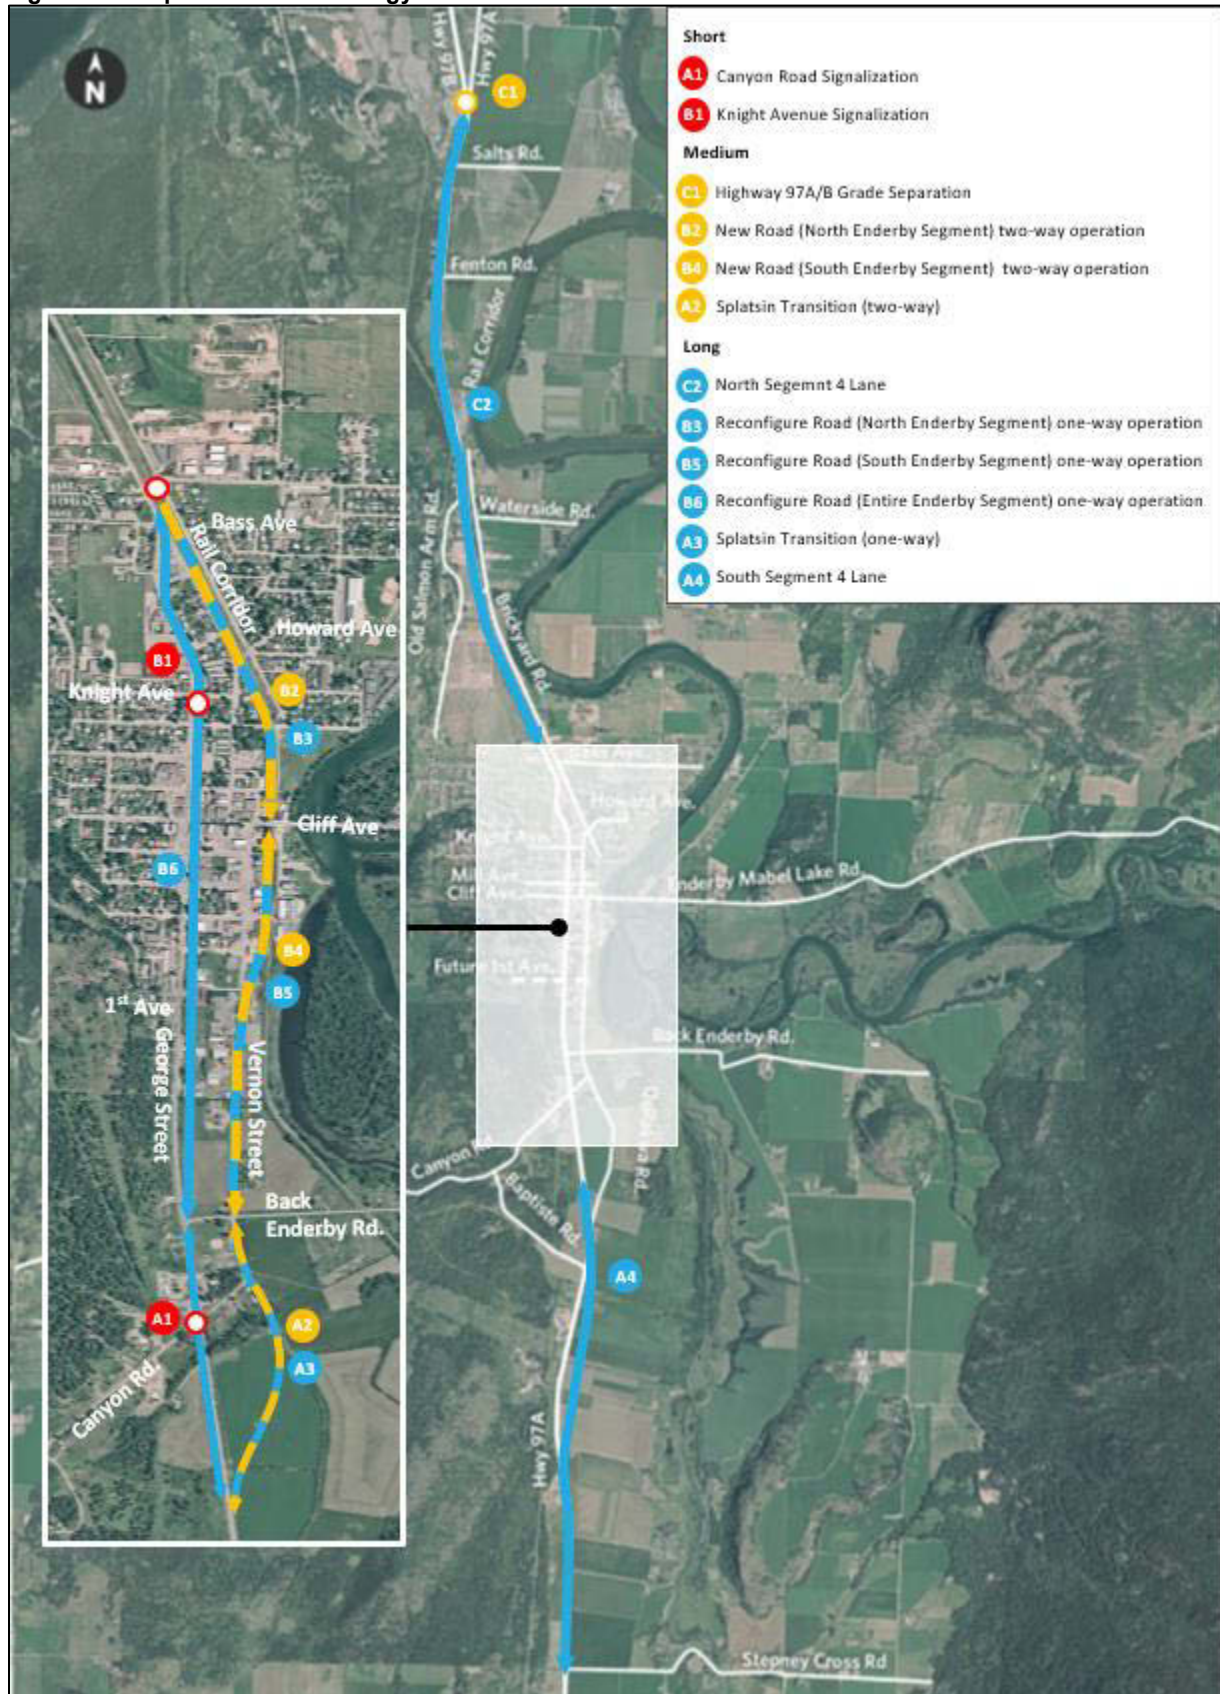 Hwy 97B
Hwy 97A
N
C1
Salts Rd.
Fenton Rd.
Rail Corridor
C2
Old Salmon Arm Rd.
Waterside Rd.
Brickyard Rd.
Howard Ave.
Knight Ave.
Mill Ave.
Cliff Ave.
Enderby Mabel Lake Rd.
Future 1st Ave.
Back Enderby Rd.
Canyon Rd.
Baptiste Rd.
A4
Hwy 97A
Stepney Cross Rd
Short
A1 Canyon Road Signalization
B1 Knight Avenue Signalization
Medium
C1 Highway 97A/B Grade Separation
B2 New Road (North Enderby Segment) two-way operation
B4 New Road (South Enderby Segment) two-way operation
A2 Splatsin Transition (two-way)
Long
C2 North Segemnt 4 Lane
B3 Reconfigure Road (North Enderby Segment) one-way operation
B5 Reconfigure Road (South Enderby Segment) one-way operation
B6 Reconfigure Road (Entire Enderby Segment) one-way operation
A3 Splatsin Transition (one-way)
A4 South Segment 4 Lane
Bass Ave
Rail Corridor
Howard Ave
B1
Knight Ave
B2
B3
Cliff Ave
B6
B4
B5
1st Ave
George Street
Vernon Street
Back
Enderby Rd.
A1
A2
A3
Canyon Rd.